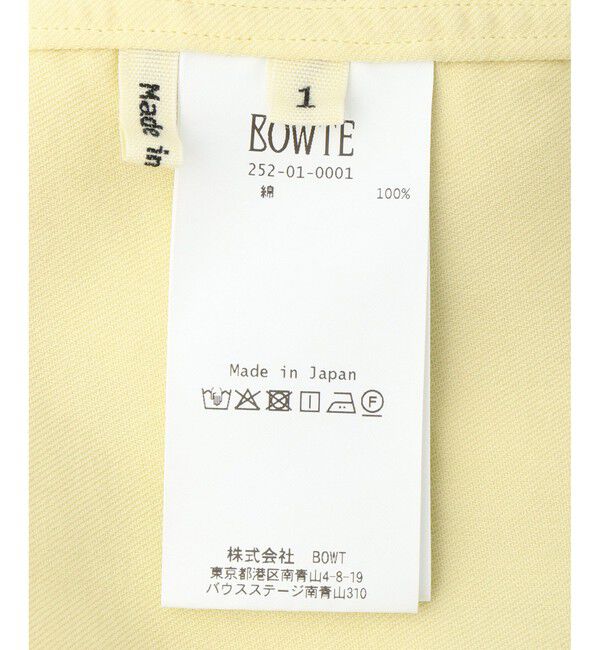 Made in
1
BOWTE
252-01-0001
綿 100%
Made in Japan
株式会社 BOWT
東京都港区南青山4-8-19
バウスステージ南青山310